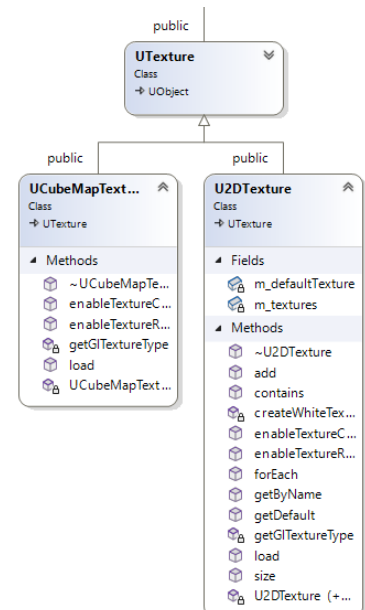 public
UTexture
Class
UObject
public
public
UCubeMapText...
Class
UTexture
Methods
~UCubeMapTe...
enableTextureC...
enableTextureR...
getGlTextureType
load
UCubeMapText...
U2DTexture
Class
UTexture
Fields
m_defaultTexture
m_textures
Methods
~U2DTexture
add
contains
createWhiteTex...
enableTextureC...
enableTextureR...
forEach
getByName
getDefault
getGlTextureType
load
size
U2DTexture (+...